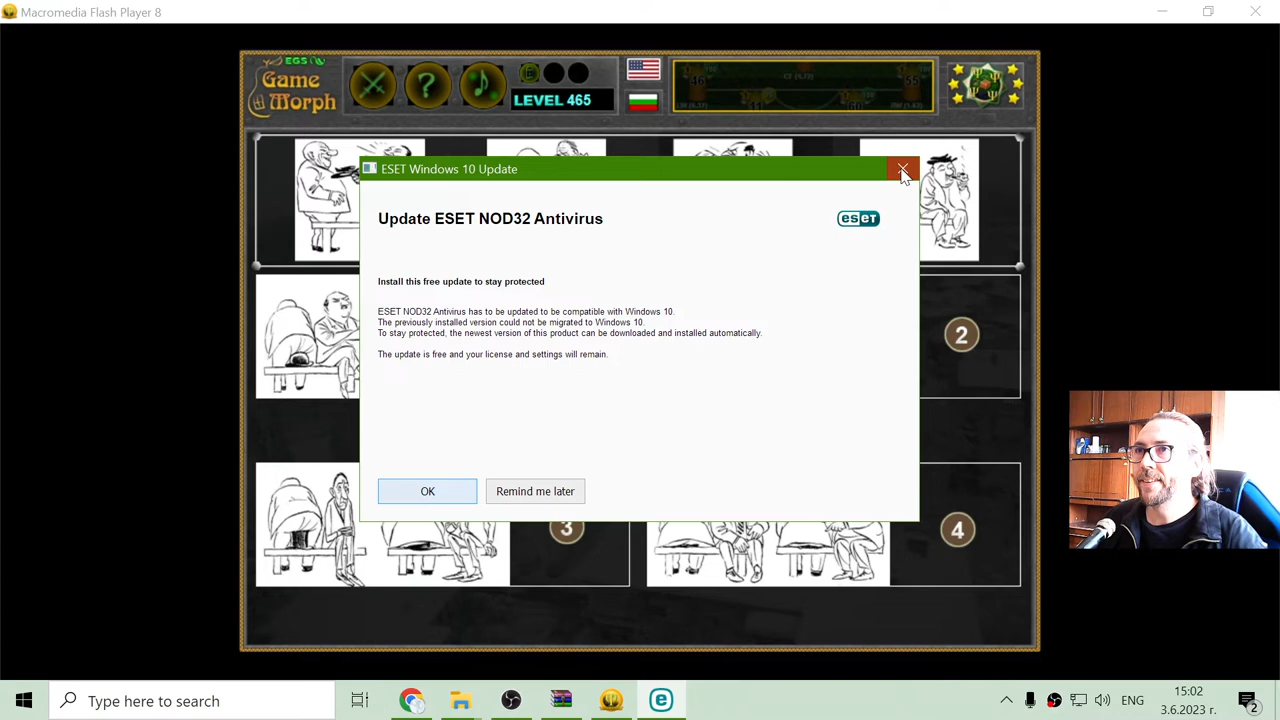 Macromedia Flash Player 8
EGS
Game
Morph
LEVEL 465
ESET Windows 10 Update
Update ESET NOD32 Antivirus
eseT
Install this free update to stay protected
ESET NOD32 Antivirus has to be updated to be compatible with Windows 10.
The previously installed version could not be migrated to Windows 10.
To stay protected, the newest version of this product can be downloaded and installed automatically.
The update is free and your license and settings will remain.
OK
Remind me later
2
3
4
Type here to search
ENG
15:02
3.6.2023 г.
2